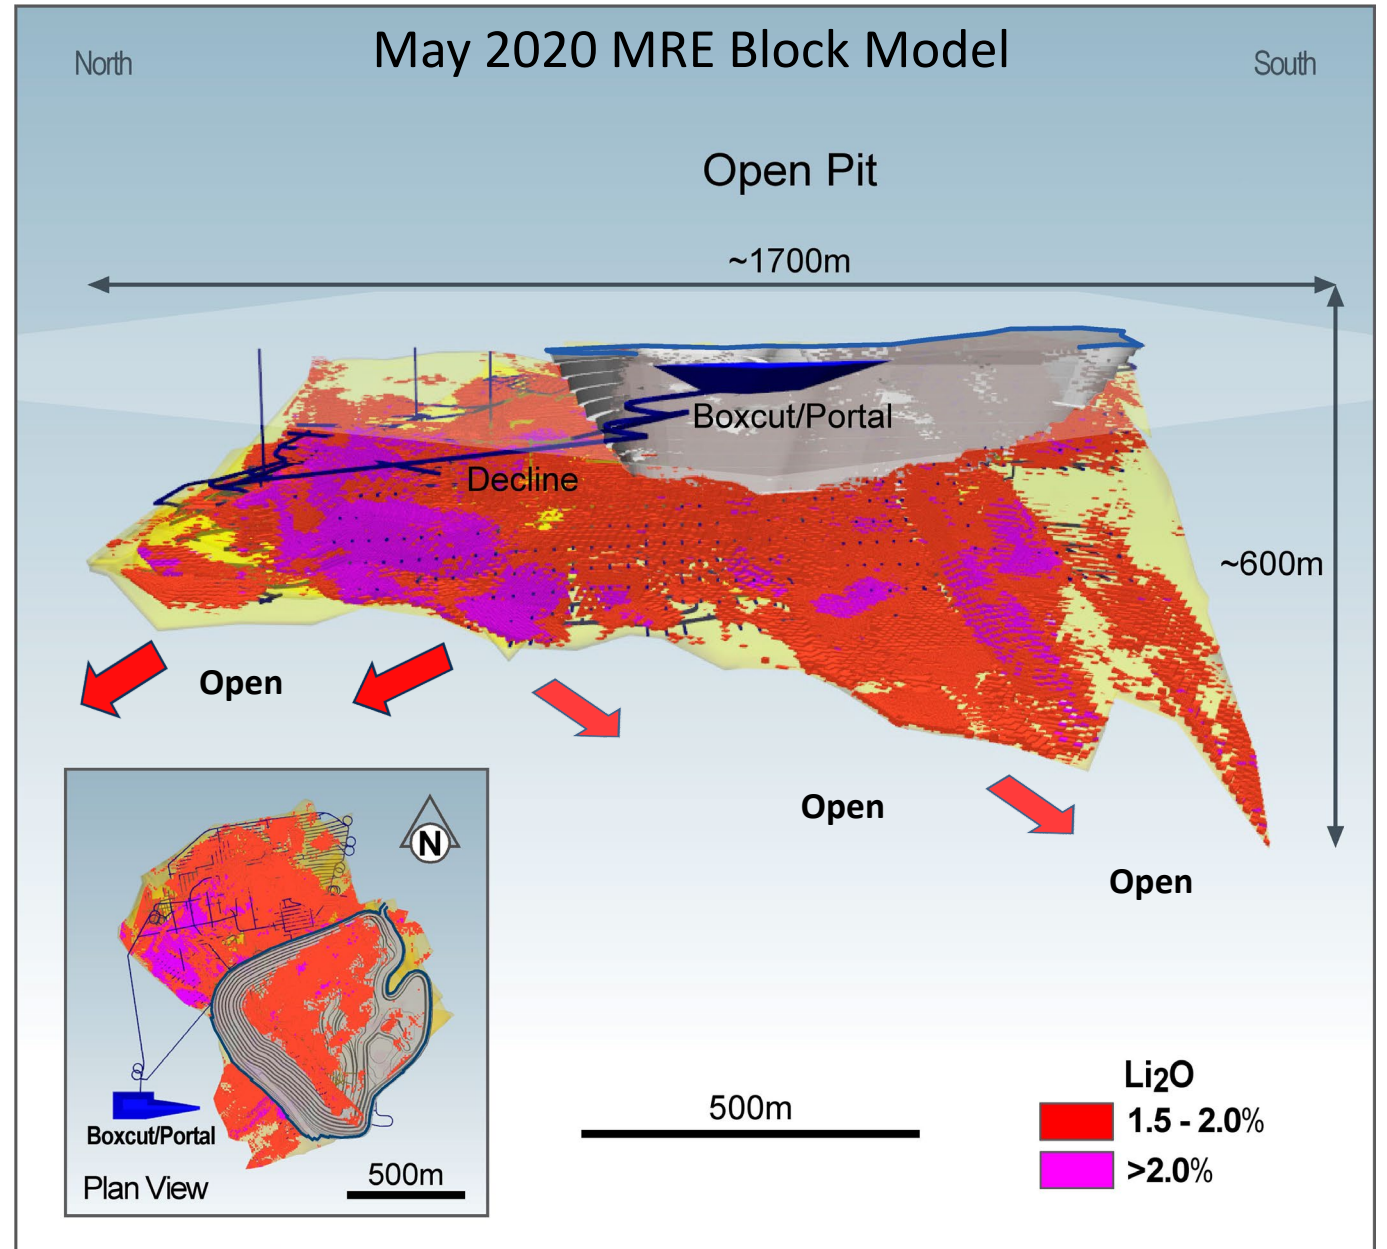 May 2020 MRE Block Model
North
South
Open Pit
~1700m
Boxcut/Portal
Decline
~600m
Open
Open
Open
N
Boxcut/Portal
Plan View
500m
500m
Li2O
1.5 - 2.0%
>2.0%